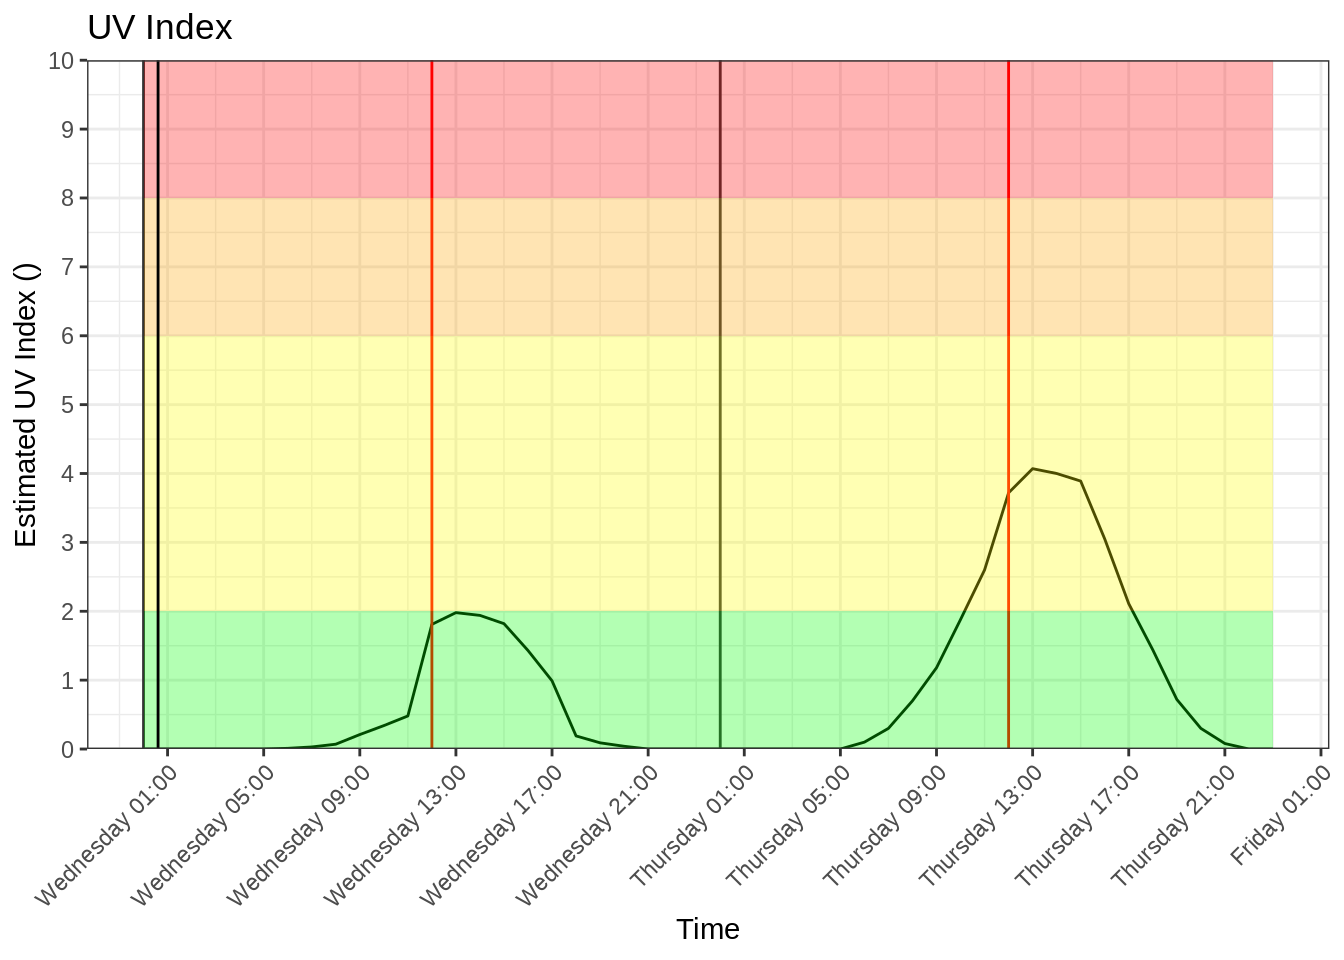 UV Index
Estimated UV Index ()
10
9
8
7
6
5
4
3
2
1
0
Wednesday 01:00
Wednesday 05:00
Wednesday 09:00
Wednesday 13:00
Wednesday 17:00
Wednesday 21:00
Thursday 01:00
Thursday 05:00
Thursday 09:00
Thursday 13:00
Thursday 17:00
Thursday 21:00
Friday 01:00
Time